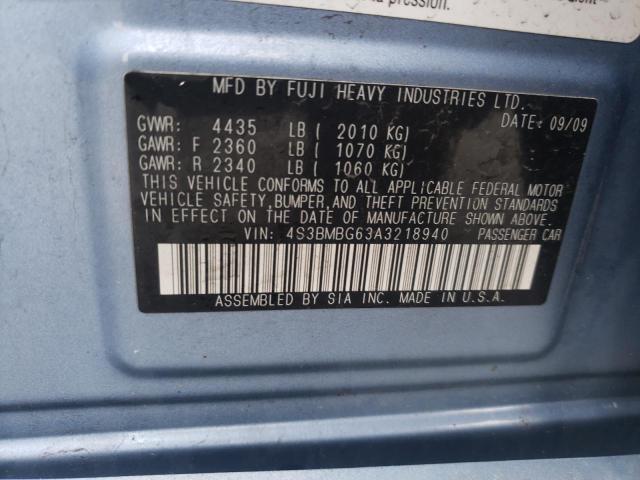 pression.
MFD BY FUJI HEAVY INDUSTRIES LTD.
DATE: 09/09
GVWR: 4435 LB ( 2010 KG)
GAWR: F 2360 LB ( 1070 KG)
GAWR: R 2340 LB ( 1060 KG)
THIS VEHICLE CONFORMS TO ALL APPLICABLE FEDERAL MOTOR
VEHICLE SAFETY, BUMPER, AND THEFT PREVENTION STANDARDS
IN EFFECT ON THE DATE OF MANUFACTURE SHOWN ABOVE.
VIN: 4S3BMBG63A3218940 PASSENGER CAR
ASSEMBLED BY SIA INC. MADE IN U.S.A.